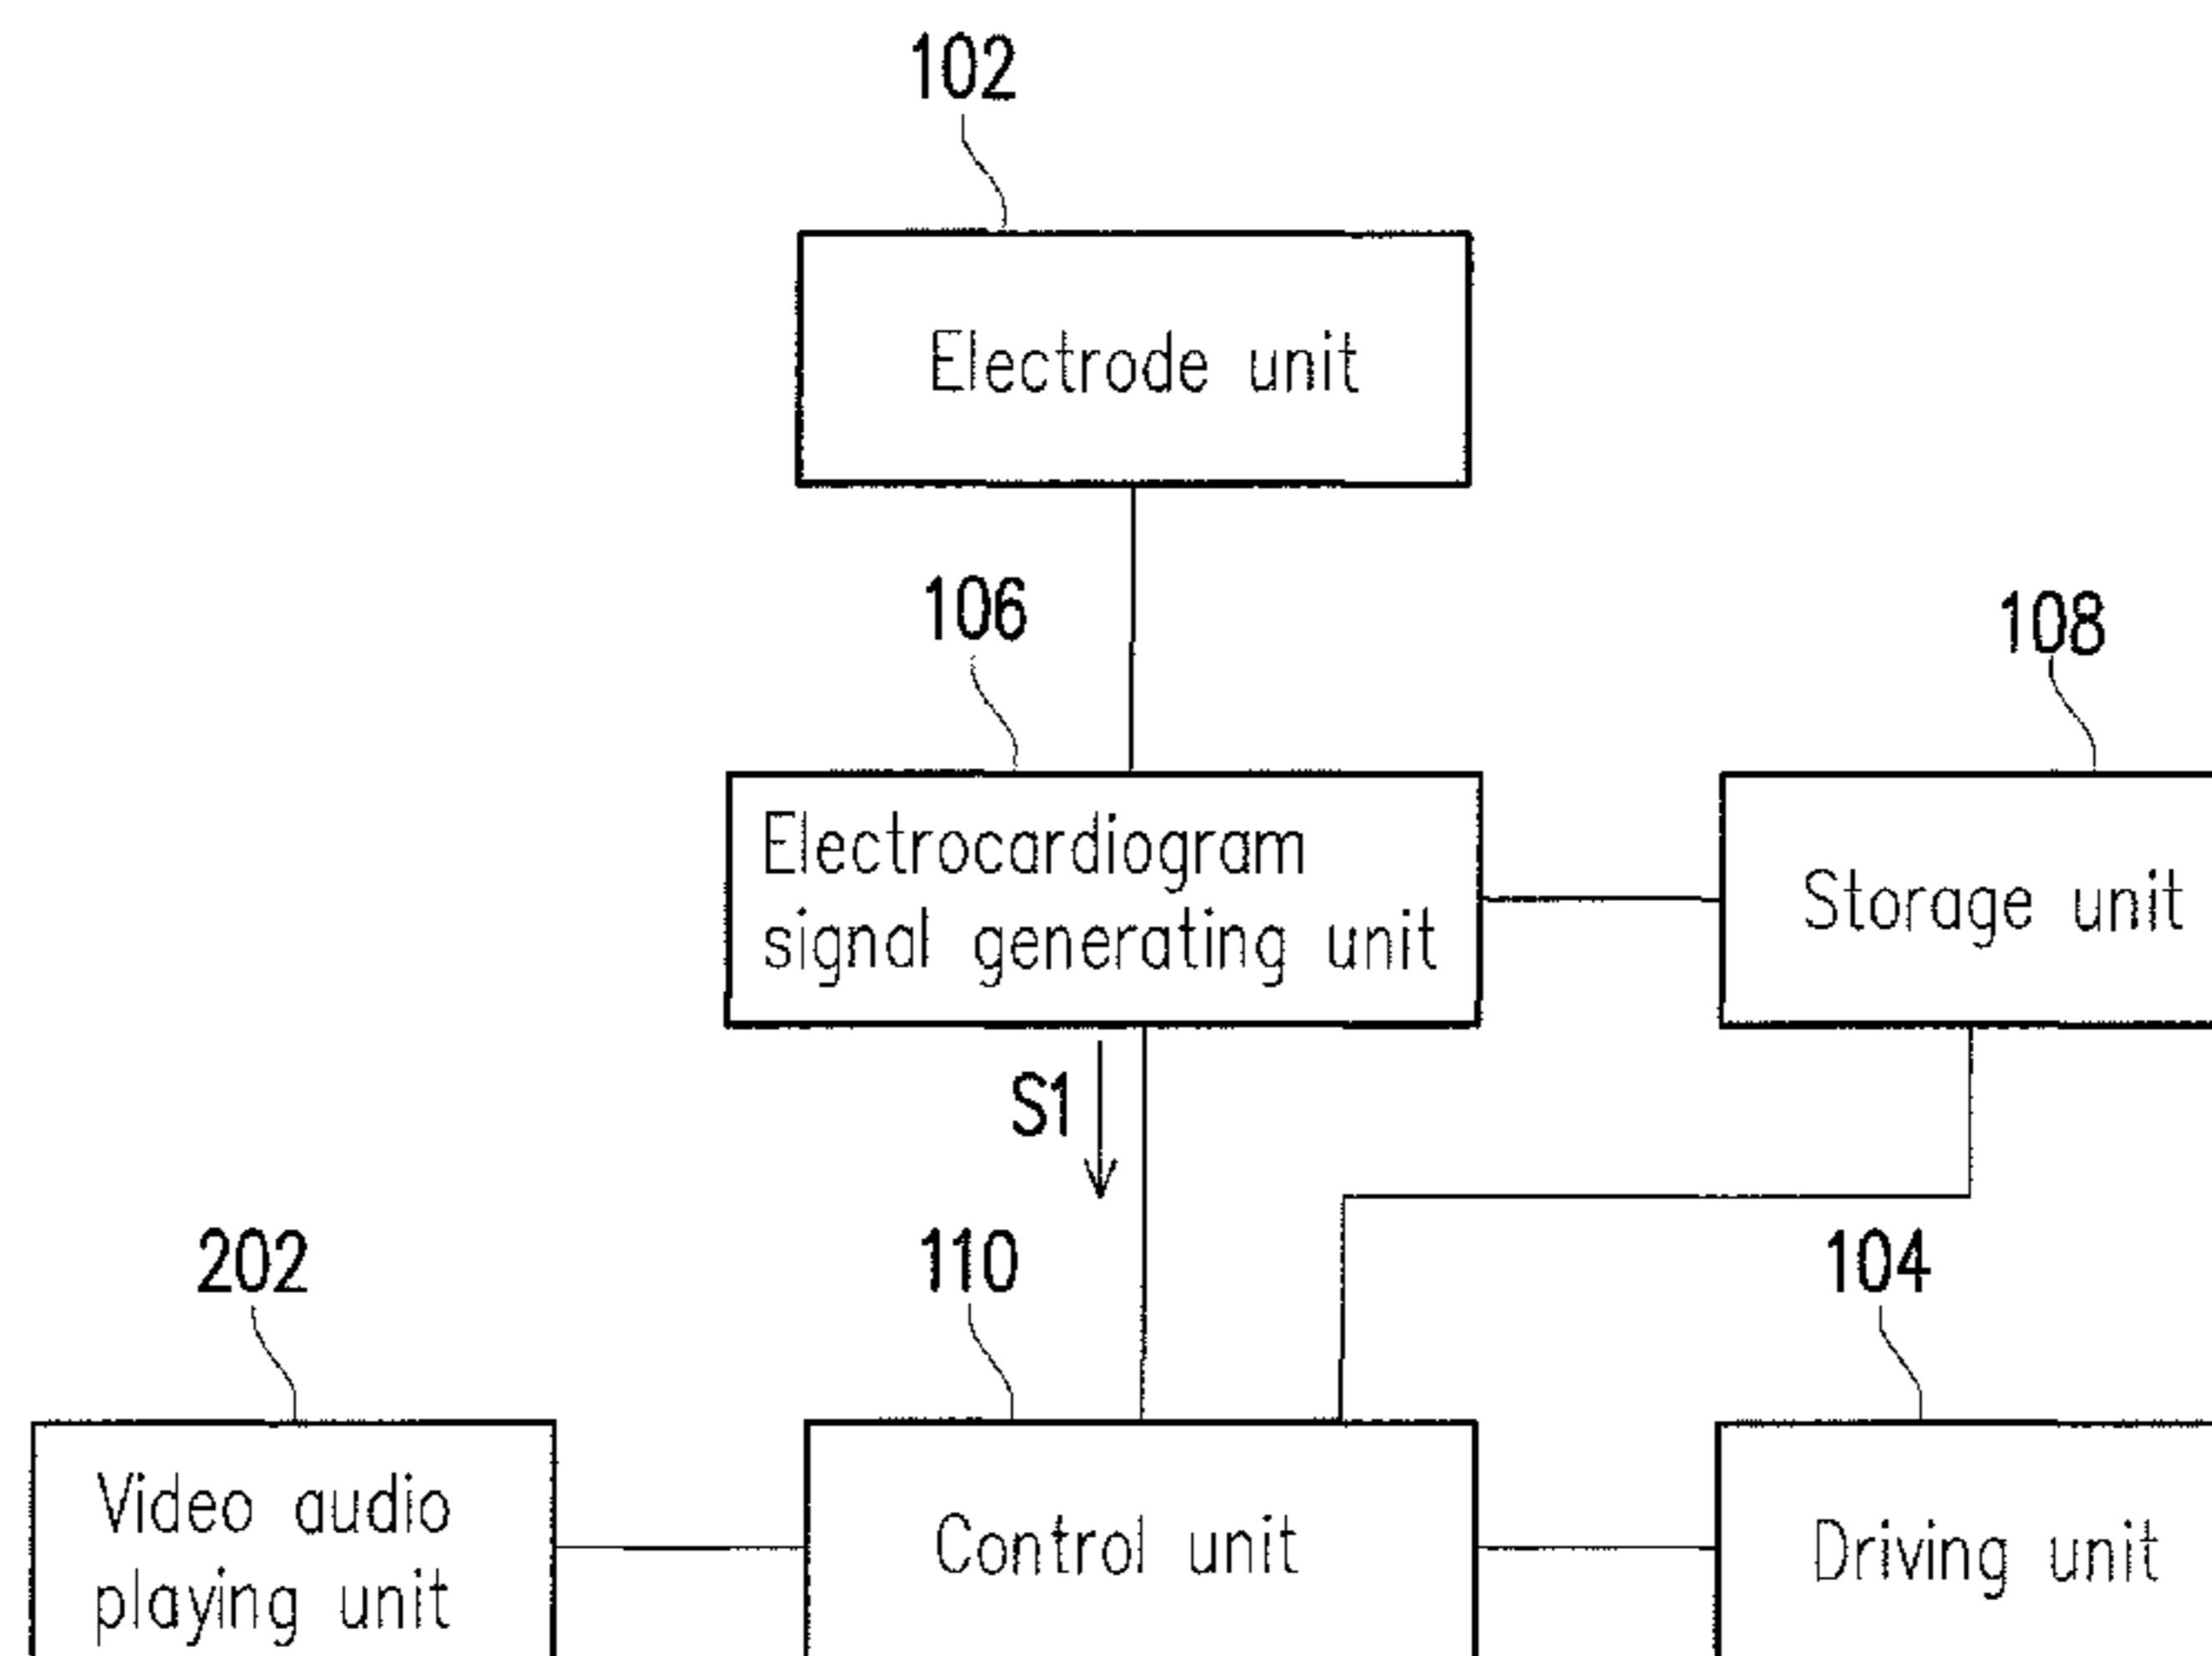 102
Electrode unit
106
108
Electrocardiogram
signal generating unit
Storage unit
S1
202
110
104
Video audio
playing unit
Control unit
Driving unit